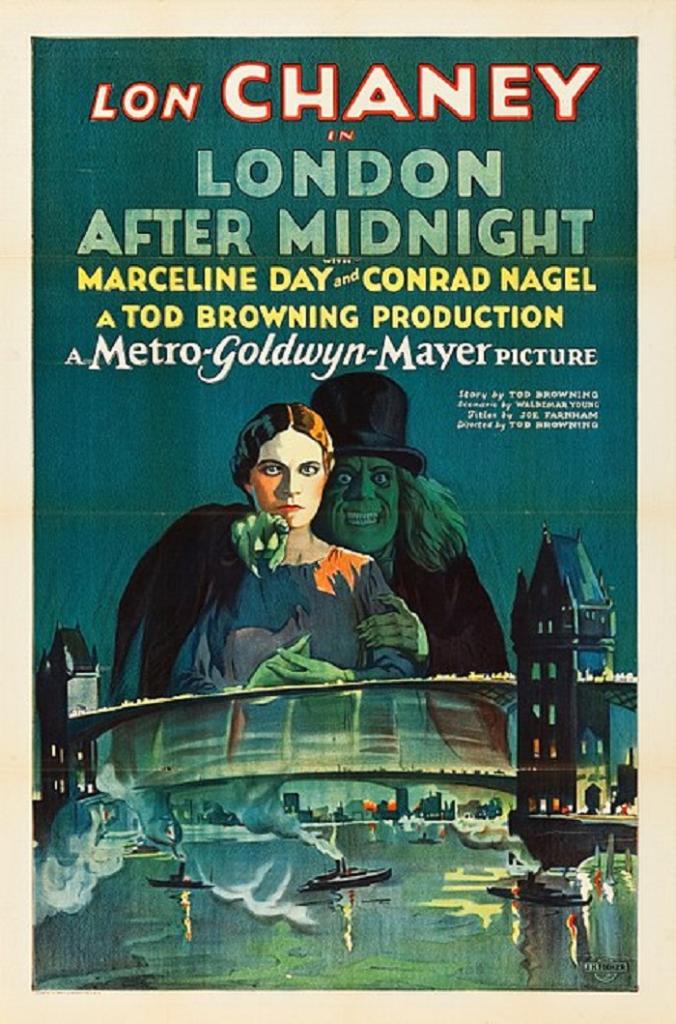 LON CHANEY
IN
LONDON
AFTER MIDNIGHT
WITH
MARCELINE DAY and CONRAD NAGEL
A TOD BROWNING PRODUCTION
A Metro-Goldwyn-Mayer PICTURE
Story by TOD BROWNING
Scenario by WALDEMAR YOUNG
Titles by JOE FARNHAM
Directed by TOD BROWNING